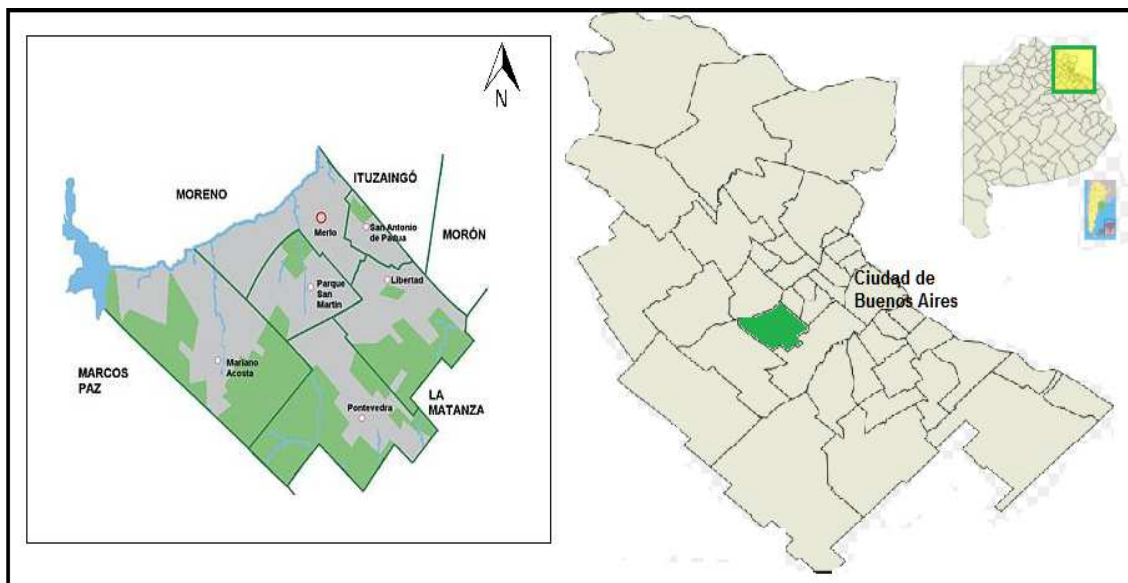 N
ITUZAINGÓ
MORENO
MORÓN
Merlo
San Antonio
de Padua
Libertad
Parque
San
Martín
Mariano
Acosta
MARCOS
PAZ
LA
MATANZA
Pontevedra
Ciudad de
Buenos Aires